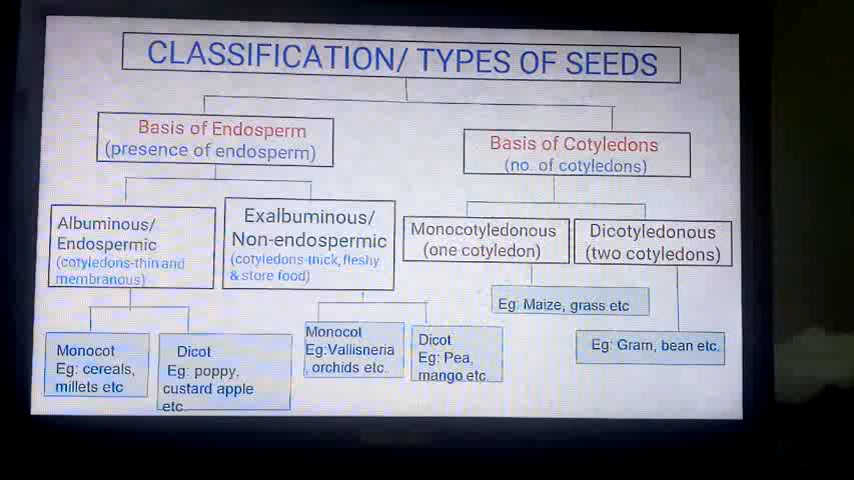 CLASSIFICATION/ TYPES OF SEEDS
Basis of Endosperm
(presence of endosperm)
Basis of Cotyledons
(no. of cotyledons)
Albuminous/
Endospermic
(cotyledons-thin and
membranous)
Exalbuminous/
Non-endospermic
(cotyledons-thick, fleshy
& store food)
Monocotyledonous
(one cotyledon)
Dicotyledonous
(two cotyledons)
Eg: Maize, grass etc
Eg: Gram, bean etc.
Monocot
Eg: cereals,
millets etc
Dicot
Eg: poppy,
custard apple
etc.
Monocot
Eg:Vallisneria
, orchids etc.
Dicot
Eg: Pea,
mango etc